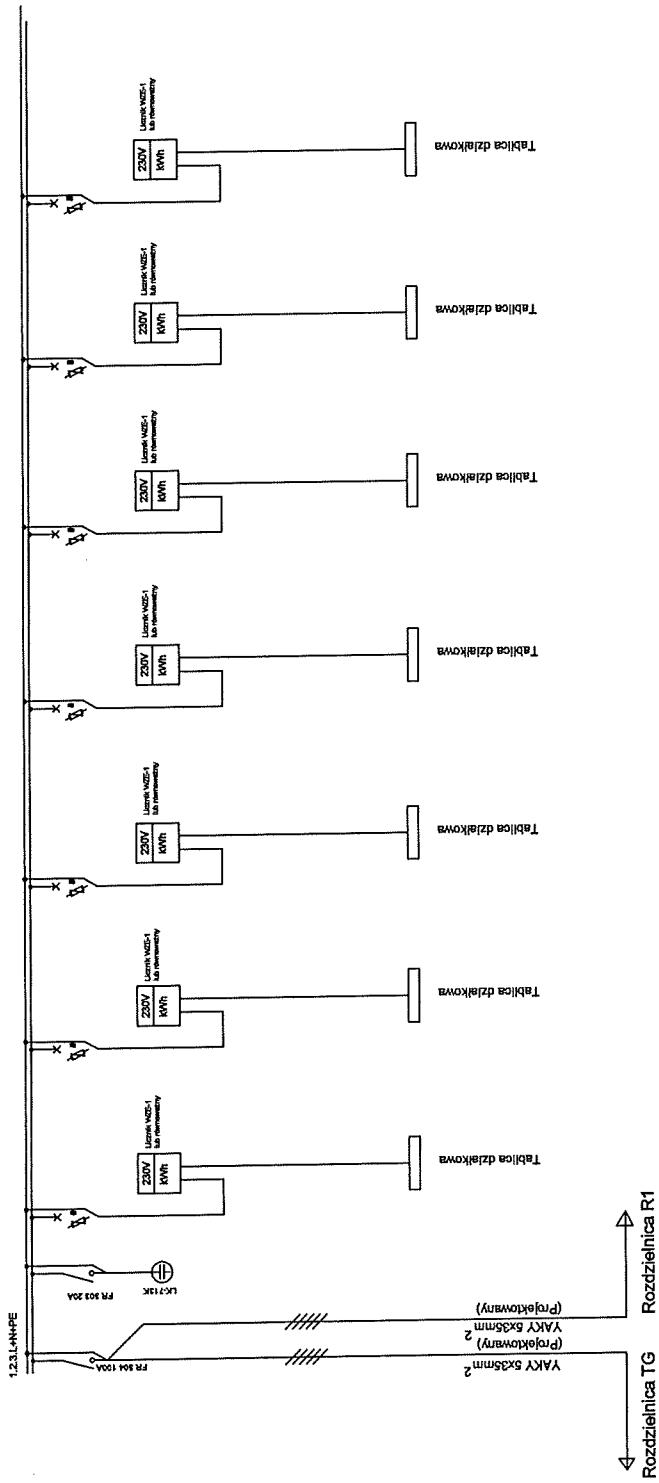 1.2.3.L+N+PE
FR 304 100A
FR 303 20A
LK-713K
Licznik WZE-1
lub równoważny
230V
kWh
Tablica działkowa
Licznik WZE-1
lub równoważny
230V
kWh
Tablica działkowa
Licznik WZE-1
lub równoważny
230V
kWh
Tablica działkowa
Licznik WZE-1
lub równoważny
230V
kWh
Tablica działkowa
Licznik WZE-1
lub równoważny
230V
kWh
Tablica działkowa
Licznik WZE-1
lub równoważny
230V
kWh
Tablica działkowa
Licznik WZE-1
lub równoważny
230V
kWh
Tablica działkowa
YAKY 5x35mm2
(Projektowany)
YAKY 5x35mm2
(Projektowany)
Rozdzielnica TG
Rozdzielnica R1